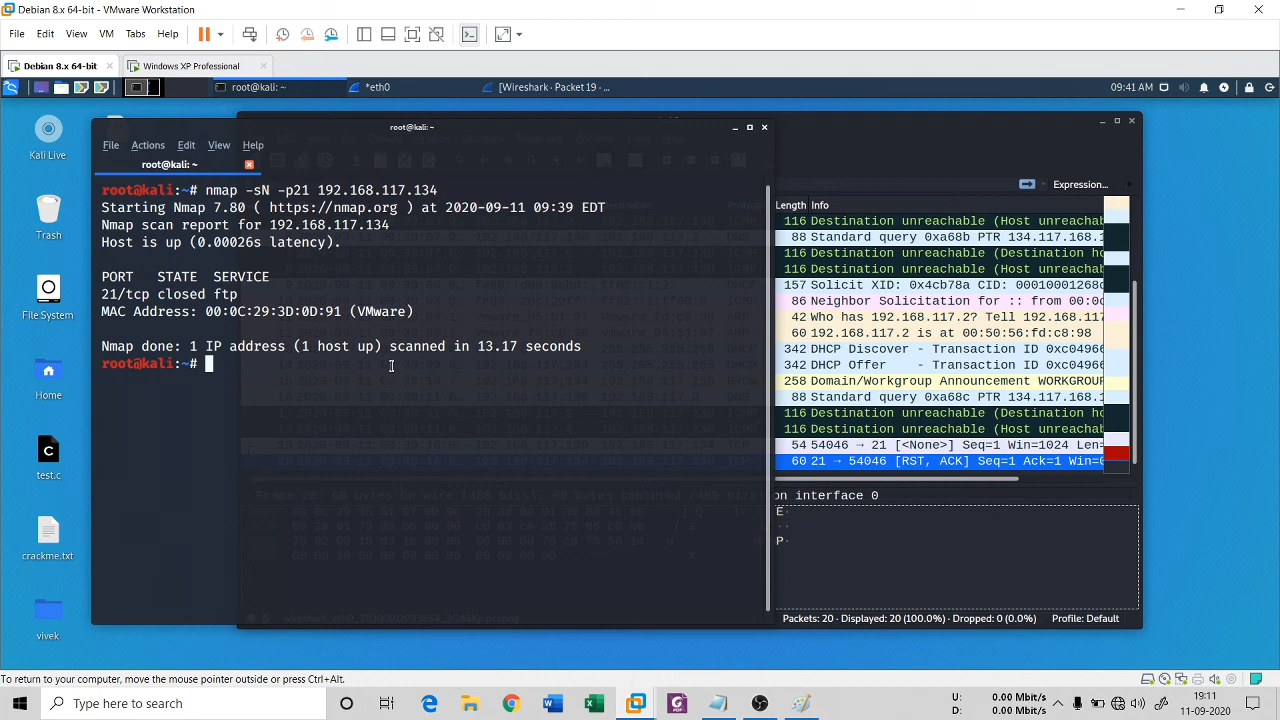 Debian 8.x 64-bit - VMware Workstation
File Edit View VM Tabs Help
Debian 8.x 64-bit Windows XP Professional
root@kali: ~ *eth0 [Wireshark · Packet 19 · ... 09:41 AM
Kali Live
Trash
File System
Home
test.c
crackme.txt
vivek
root@kali: ~
File Actions Edit View Help
root@kali: ~
root@kali:~# nmap -sN -p21 192.168.117.134
Starting Nmap 7.80 ( https://nmap.org ) at 2020-09-11 09:39 EDT
Nmap scan report for 192.168.117.134
Host is up (0.00026s latency).
PORT STATE SERVICE
21/tcp closed ftp
MAC Address: 00:0C:29:3D:0D:91 (VMware)
Nmap done: 1 IP address (1 host up) scanned in 13.17 seconds
root@kali:~#
Expression...
Length Info
116 Destination unreachable (Host unreachab
88 Standard query 0xa68b PTR 134.117.168.1
116 Destination unreachable (Host unreachab
116 Destination unreachable (Host unreachab
157 Solicit XID: 0x4cb78a CID: 00010001268c
86 Neighbor Solicitation for :: from 00:0c
42 Who has 192.168.117.2? Tell 192.168.117
60 192.168.117.2 is at 00:50:56:fd:c8:98
342 DHCP Discover - Transaction ID 0xc04966
342 DHCP Offer - Transaction ID 0xc04966
258 Domain/Workgroup Announcement WORKGROUP
88 Standard query 0xa68c PTR 134.117.168.1
116 Destination unreachable (Host unreachab
116 Destination unreachable (Host unreachab
54 54046 → 21 [<None>] Seq=1 Win=1024 Len=
60 21 → 54046 [RST, ACK] Seq=1 Ack=1 Win=0
on interface 0
E·
··
P·
Packets: 20 · Displayed: 20 (100.0%) · Dropped: 0 (0.0%) Profile: Default
To return to your computer, move the mouse pointer outside or press Ctrl+Alt.
Type here to search
U: 0.00 Mbit/s
D: 0.00 Mbit/s
19:11
11-09-2020